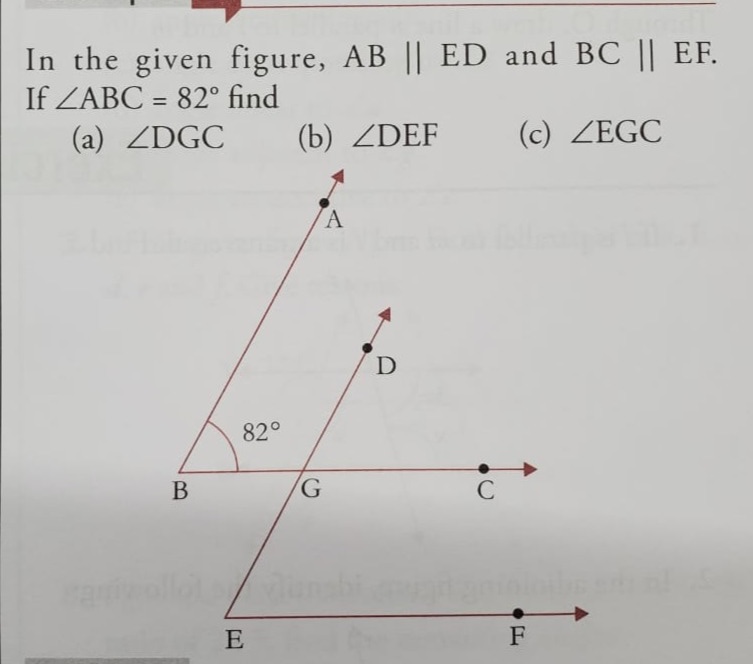 In the given figure, AB || ED and BC || EF.
If ∠ABC = 82° find
(a) ∠DGC (b) ∠DEF (c) ∠EGC
A
D
82°
B G C
E F